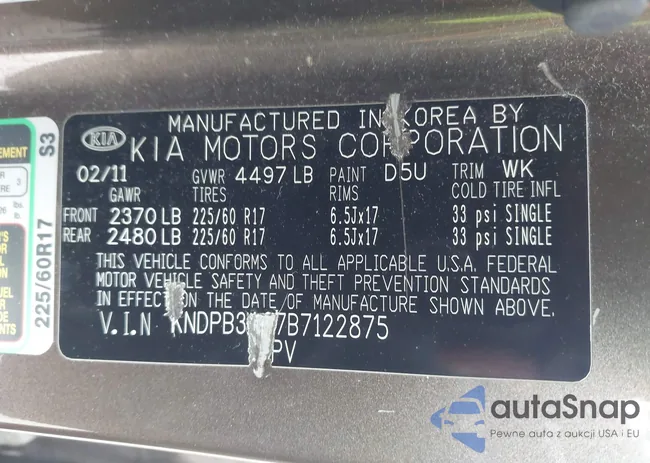 MANUFACTURED IN KOREA BY
KIA KIA MOTORS CORPORATION
02/11 GVWR 4497 LB PAINT D5U TRIM WK
GAWR TIRES RIMS COLD TIRE INFL
FRONT 2370 LB 225/60 R17 6.5Jx17 33 psi SINGLE
REAR 2480 LB 225/60 R17 6.5Jx17 33 psi SINGLE
THIS VEHICLE CONFORMS TO ALL APPLICABLE U.S.A. FEDERAL
MOTOR VEHICLE SAFETY AND THEFT PREVENTION STANDARDS
IN EFFECT ON THE DATE OF MANUFACTURE SHOWN ABOVE.
V.I.N KNDPB3 7B7122875
PV
225/60R17 S3
autaSnap
Pewne auta z aukcji USA i EU